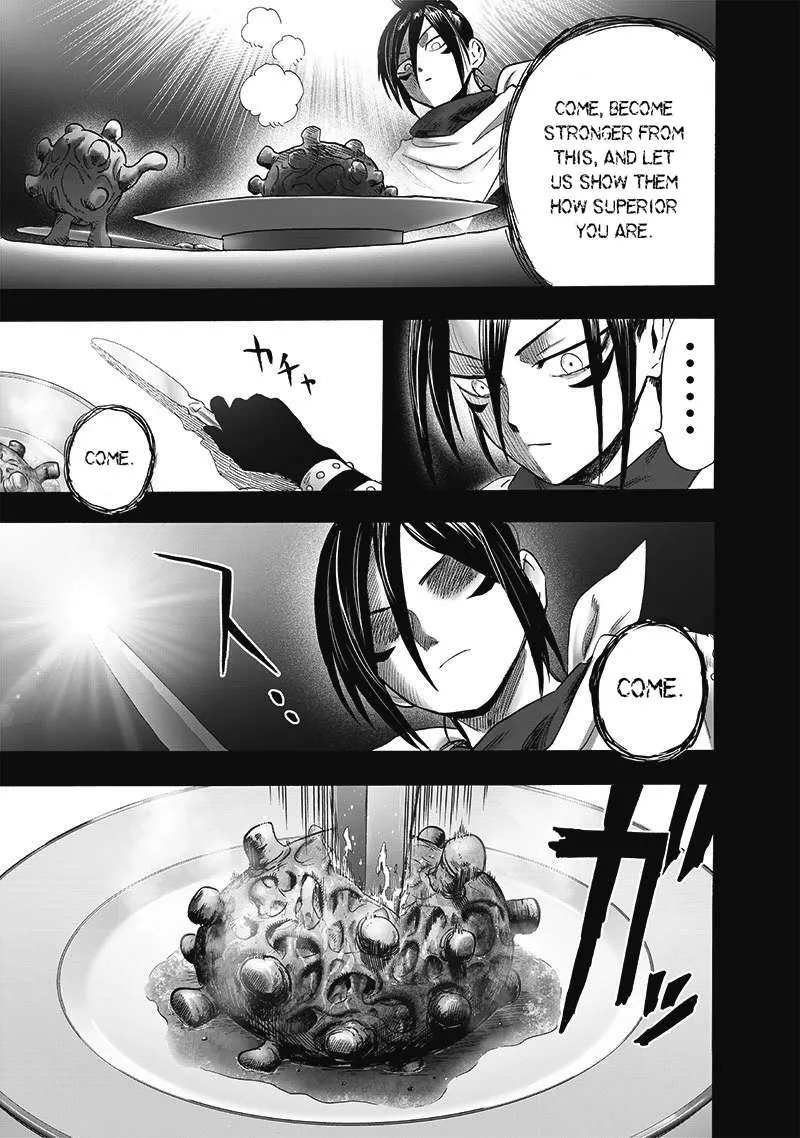 COME, BECOME
STRONGER FROM
THIS, AND LET
US SHOW THEM
HOW SUPERIOR
YOU ARE.
......
カチャ
COME.
ス...
COME.
ガッ